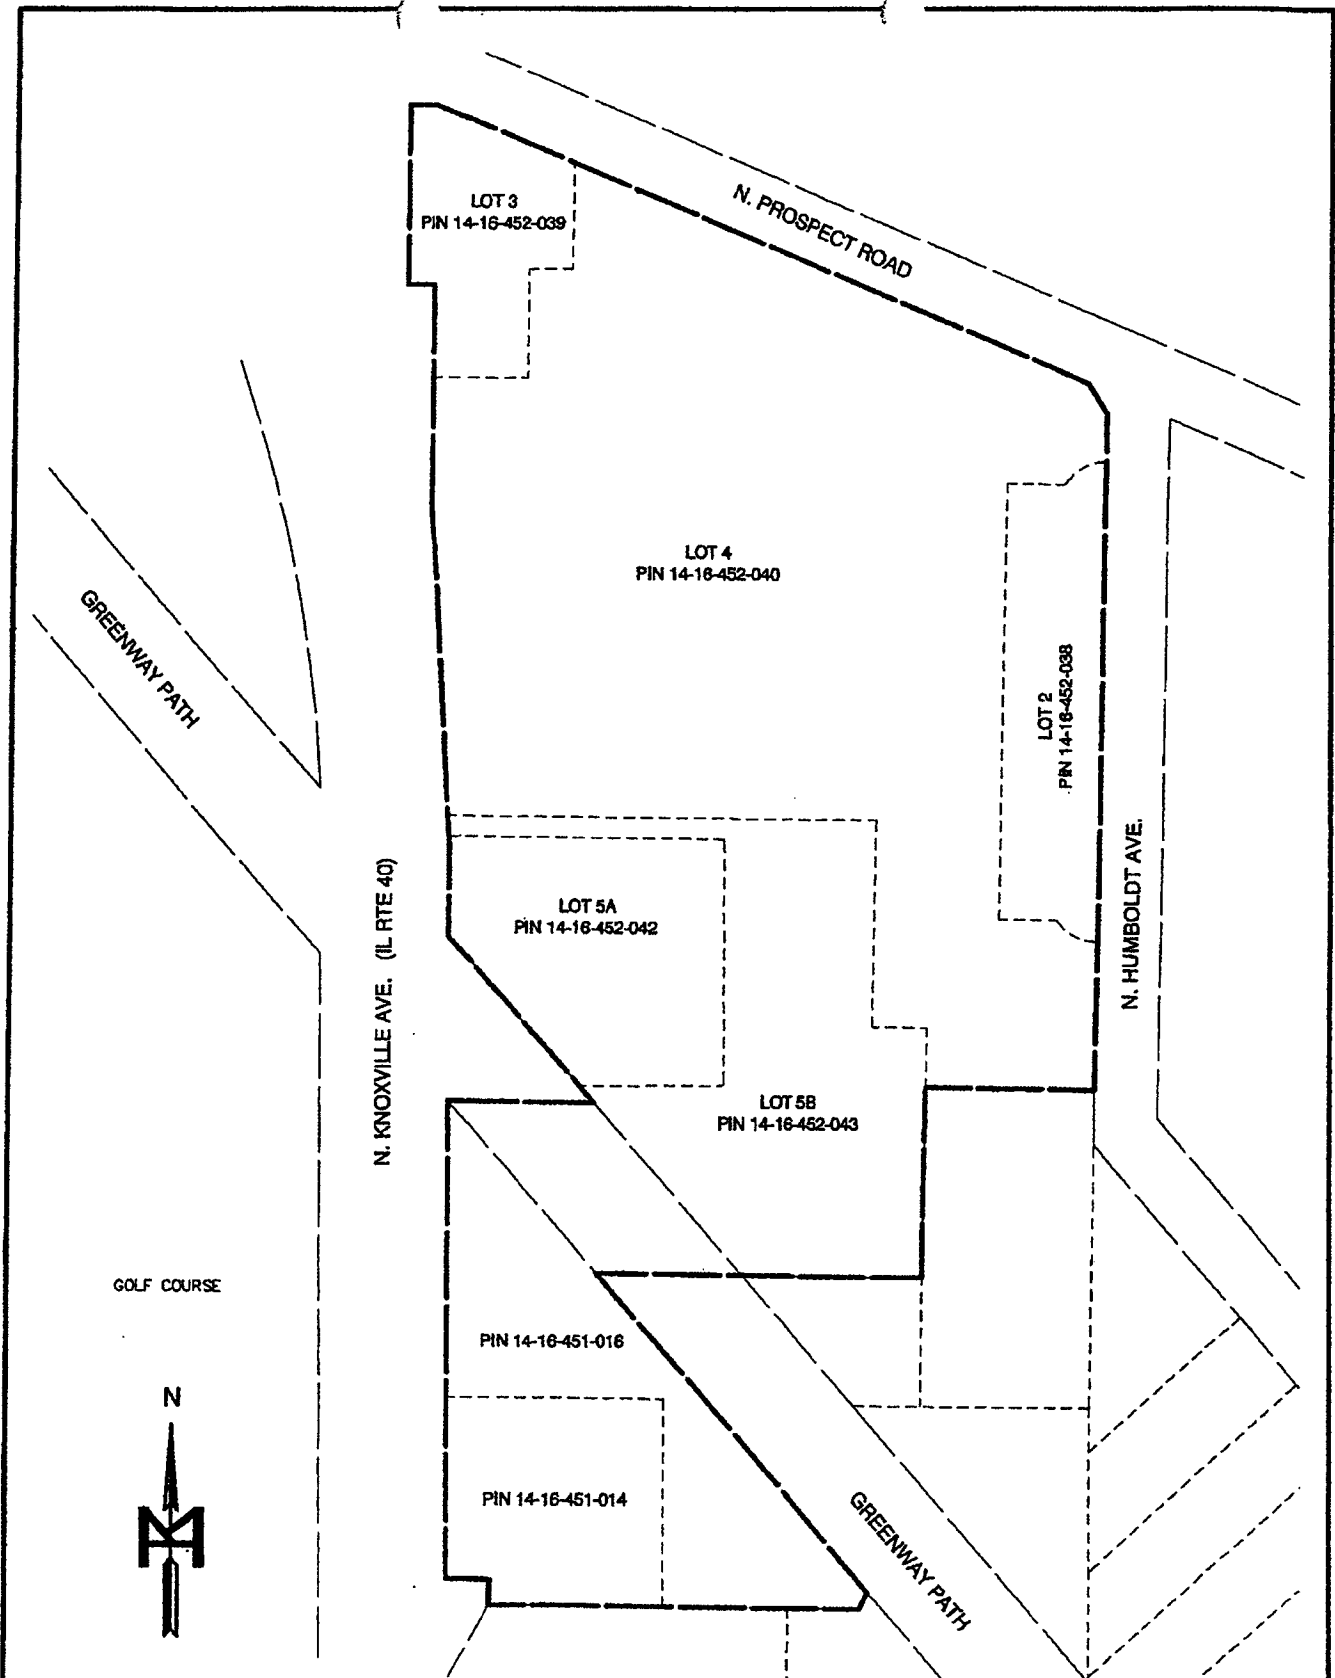 N. PROSPECT ROAD
LOT 3
PIN 14-16-452-039
LOT 4
PIN 14-16-452-040
GREENWAY PATH
LOT 2
PIN 14-16-452-038
N. KNOXVILLE AVE. (IL RTE 40)
LOT 5A
PIN 14-16-452-042
N. HUMBOLDT AVE.
LOT 5B
PIN 14-16-452-043
GOLF COURSE
PIN 14-16-451-016
N
PIN 14-16-451-014
GREENWAY PATH